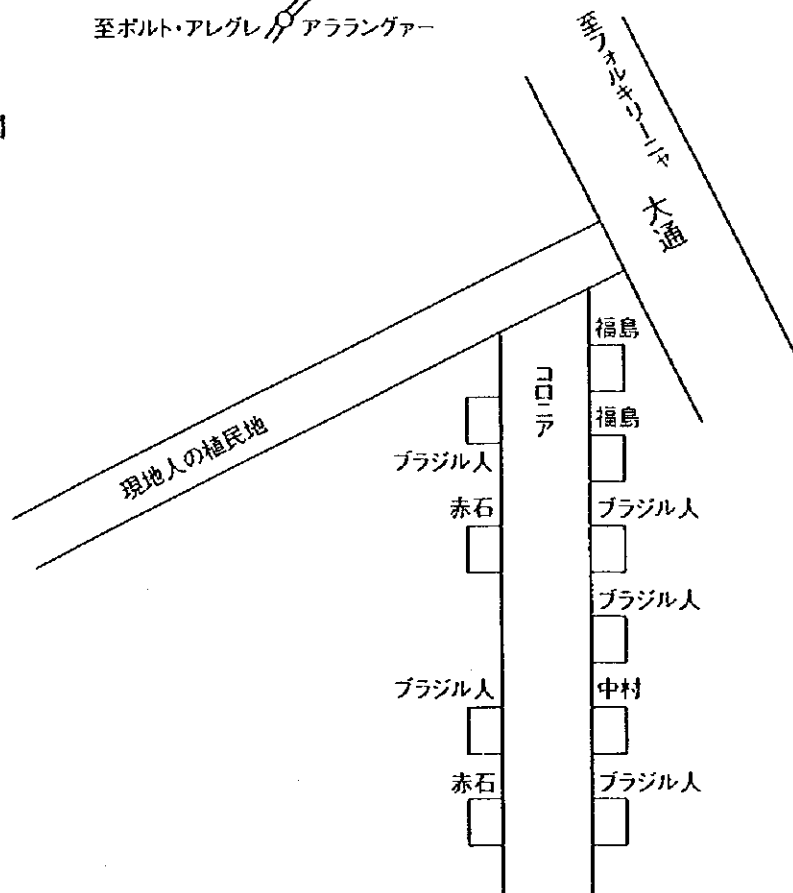 至ポルト・アレグレ
アラランヴァー
至フォルキリーニャ 大通
現地人の植民地
コロニア
福島
福島
ブラジル人
赤石
ブラジル人
ブラジル人
ブラジル人
中村
赤石
ブラジル人